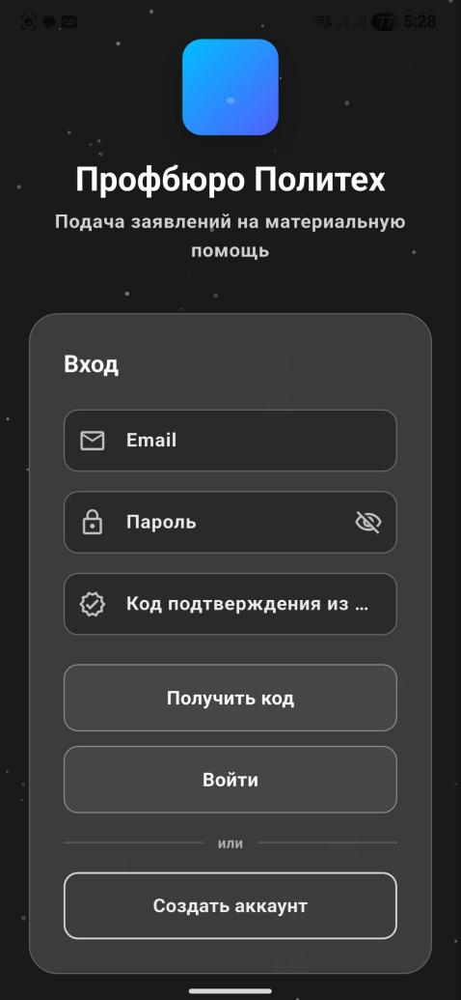 77 5:28
Профбюро Политех
Подача заявлений на материальную
помощь
Вход
Email
Пароль
Код подтверждения из ...
Получить код
Войти
или
Создать аккаунт